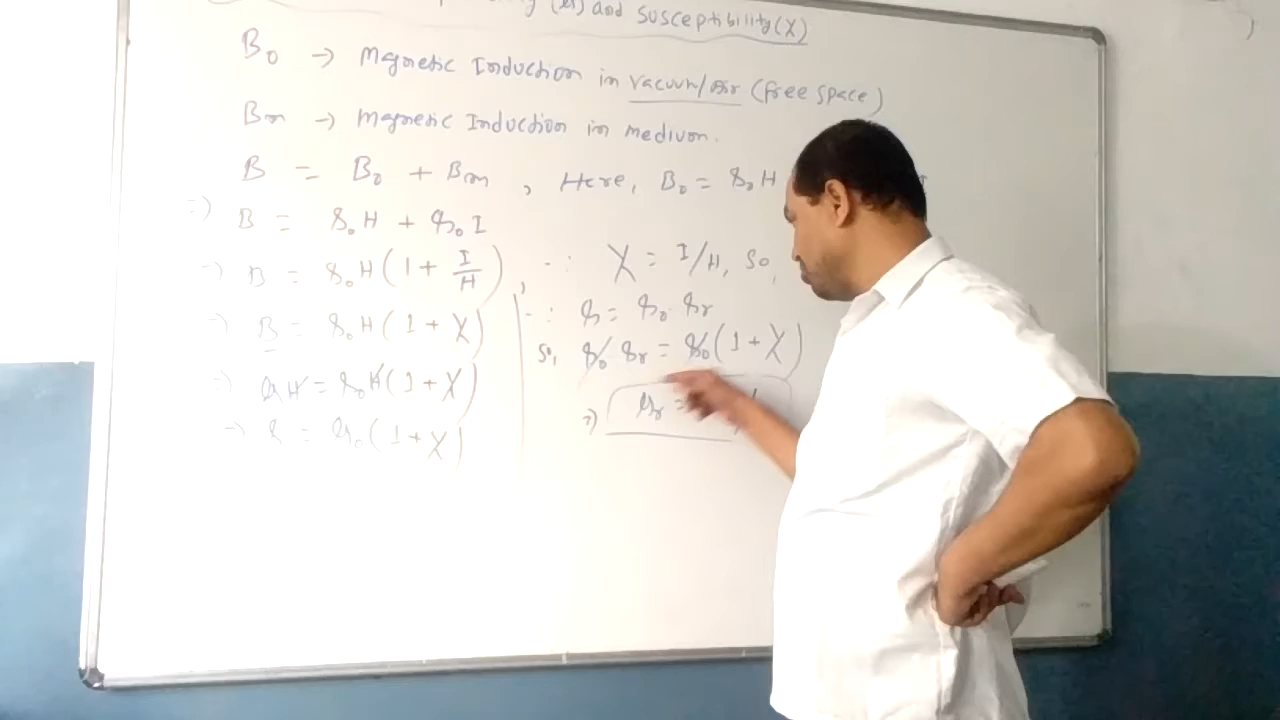 and Susceptibility (χ)
B₀ → Magnetic Induction in vacuum/Air (free space)
Bm → Magnetic Induction in medium.
B = B₀ + Bm , Here, B₀ = μ₀H
⇒) B = μ₀H + μ₀I
⇒) B = μ₀H(1 + I/H), ∵ χ = I/H, So,
⇒) B = μ₀H(1 + χ)
⇒) μH = μ₀H(1 + χ)
⇒ μ = μ₀(1 + χ)
∵ μ = μ₀ μr
So, μ₀ μr = μ₀(1 + χ)
⇒) μr =